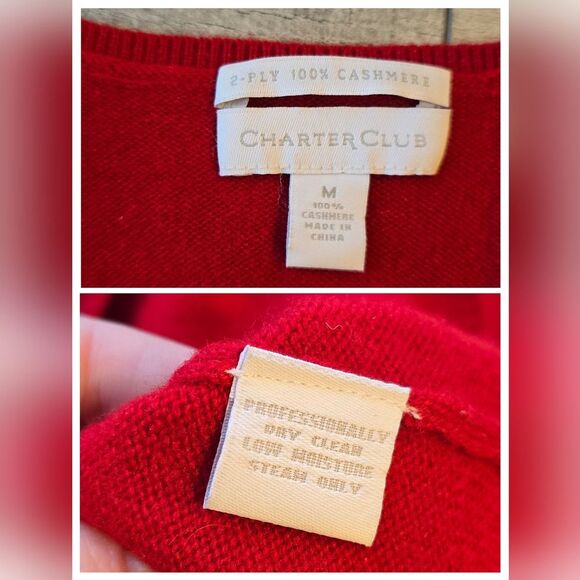 2-PLY 100% CASHMERE
CHARTER CLUB
M
100%
CASHMERE
MADE IN
CHINA
PROFESSIONALLY
DRY CLEAN
LOW MOISTURE
STEAM ONLY